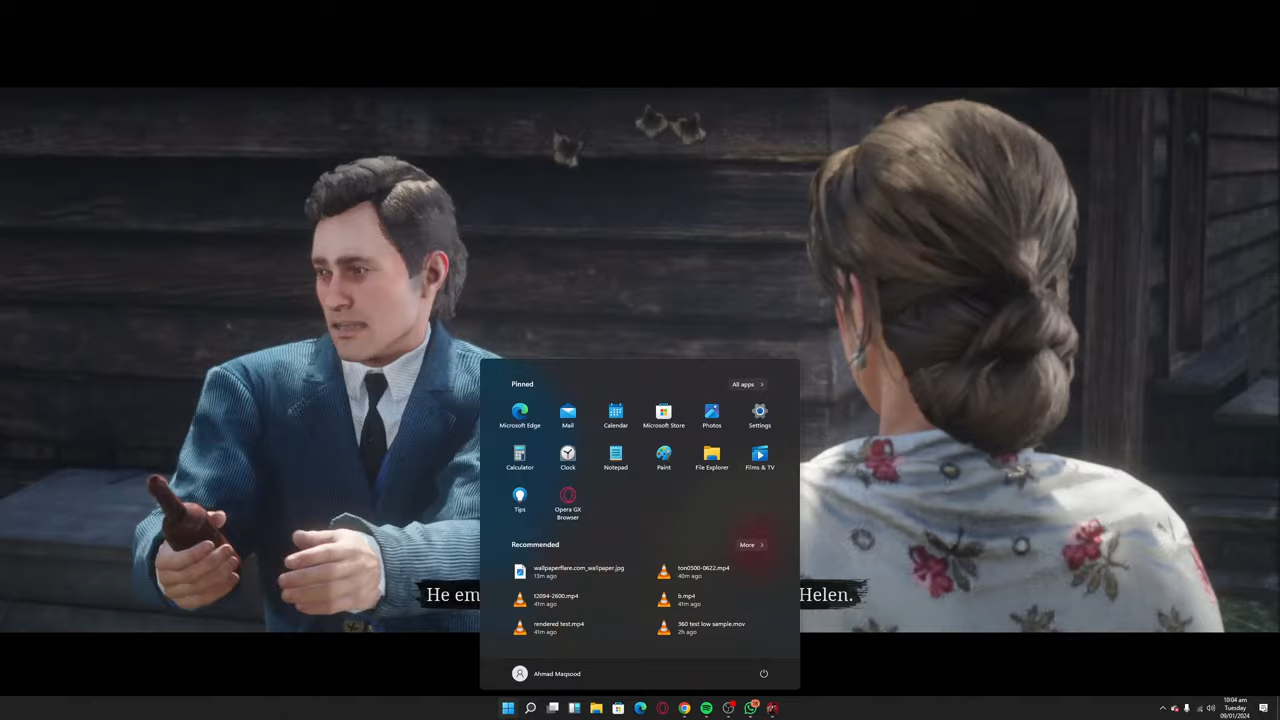 Pinned
All apps
Microsoft Edge
Mail
Calendar
Microsoft Store
Photos
Settings
Calculator
Clock
Notepad
Paint
File Explorer
Films & TV
Tips
Opera GX
Browser
Recommended
More
wallpaperflare.com_wallpaper.jpg
13m ago
ton0500-0622.mp4
40m ago
t2094-2600.mp4
41m ago
b.mp4
41m ago
rendered test.mp4
41m ago
360 test low sample.mov
2h ago
He em
Helen.
Ahmad Maqsood
10:04 am
Tuesday
09/01/2024